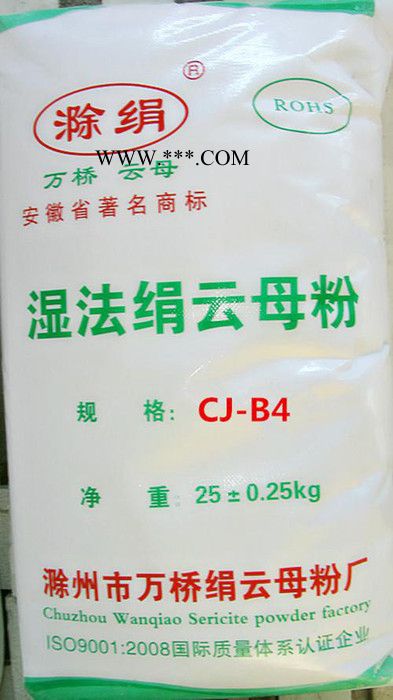 ®
滁绢
ROHS
WWW.***.COM
万桥 云母
安徽省著名商标
湿法绢云母粉
规 格: CJ-B4
净 重: 25±0.25kg
滁州市万桥绢云母粉厂
Chuzhou Wanqiao Sericite powder factory
ISO9001:2008国际质量体系认证企业